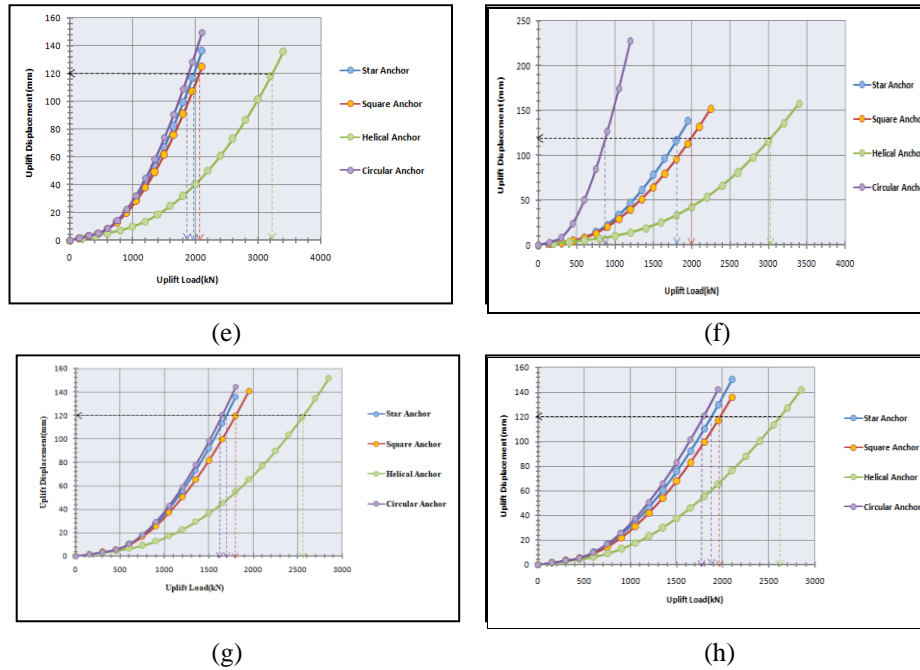 160
140
120
100
80
60
40
20
0
Uplift Displacement(mm)
0 1000 2000 3000 4000
Uplift Load(kN)
Star Anchor
Square Anchor
Helical Anchor
Circular Anchor
(e)
250
200
150
100
50
0
Uplift Displacement(mm)
0 500 1000 1500 2000 2500 3000 3500 4000
Uplift Load(kN)
Star Anchor
Square Anchor
Helical Anchor
Circular Anchor
(f)
160
140
120
100
80
60
40
20
0
Uplift Displacement(mm)
0 500 1000 1500 2000 2500 3000
Uplift Load(kN)
Star Anchor
Square Anchor
Helical Anchor
Circular Anchor
(g)
160
140
120
100
80
60
40
20
0
Uplift Displacement(mm)
0 500 1000 1500 2000 2500 3000
Uplift Load(kN)
Star Anchor
Square Anchor
Helical Anchor
Circular Anchor
(h)